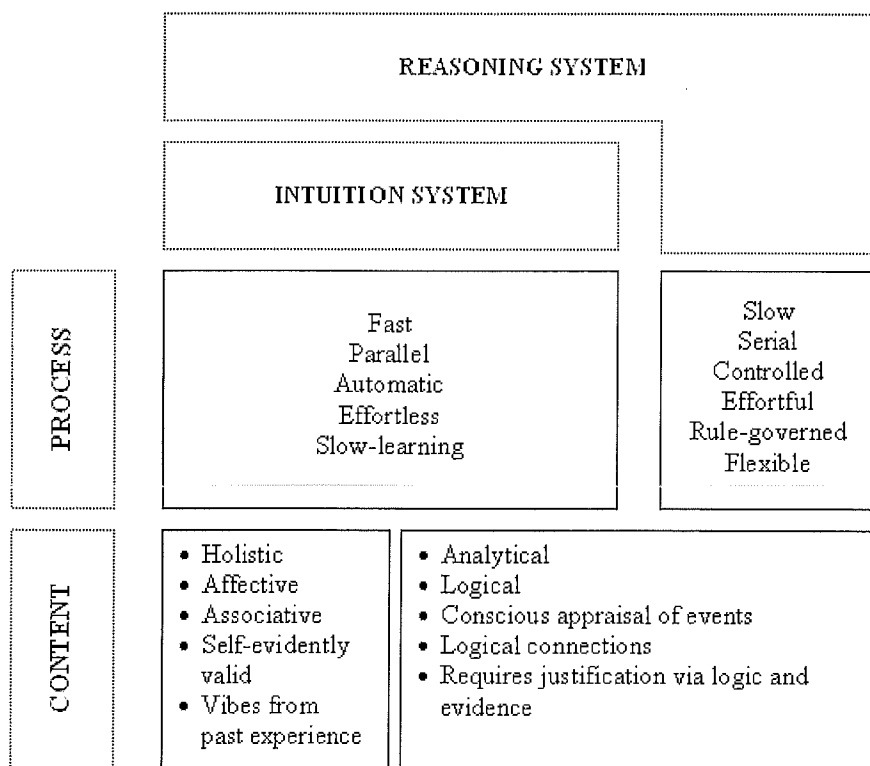 REASONING SYSTEM
INTUITION SYSTEM
PROCESS
Fast
Parallel
Automatic
Effortless
Slow-learning
Slow
Serial
Controlled
Effortful
Rule-governed
Flexible
CONTENT
• Holistic
• Affective
• Associative
• Self-evidently
valid
• Vibes from
past experience
• Analytical
• Logical
• Conscious appraisal of events
• Logical connections
• Requires justification via logic and
evidence